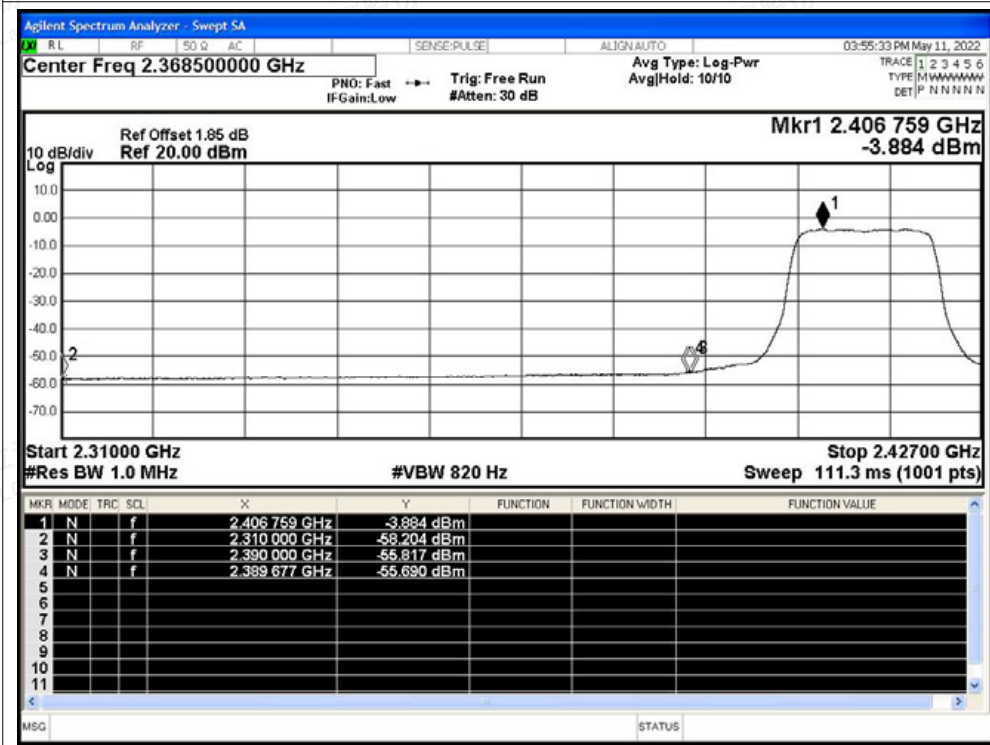 Agilent Spectrum Analyzer - Swept SA
LXI RL RF 50 Ω AC SENSE:PULSE ALIGN AUTO 03:55:33 PM May 11, 2022
Center Freq 2.368500000 GHz
PNO: Fast
IFGain:Low
Trig: Free Run
#Atten: 30 dB
Avg Type: Log-Pwr
Avg|Hold: 10/10
TRACE 1 2 3 4 5 6
TYPE M W W W W W
DET P N N N N N
Ref Offset 1.85 dB
10 dB/div Ref 20.00 dBm
Log
Mkr1 2.406 759 GHz
-3.884 dBm
10.0
0.00
-10.0
-20.0
-30.0
-40.0
-50.0
-60.0
-70.0
1
2
Start 2.31000 GHz Stop 2.42700 GHz
#Res BW 1.0 MHz #VBW 820 Hz Sweep 111.3 ms (1001 pts)
MKR MODE TRC SCL X Y FUNCTION FUNCTION WIDTH FUNCTION VALUE
1 N f 2.406 759 GHz -3.884 dBm
2 N f 2.310 000 GHz -58.204 dBm
3 N f 2.390 000 GHz -55.817 dBm
4 N f 2.389 677 GHz -55.690 dBm
5
6
7
8
9
10
11
MSG STATUS